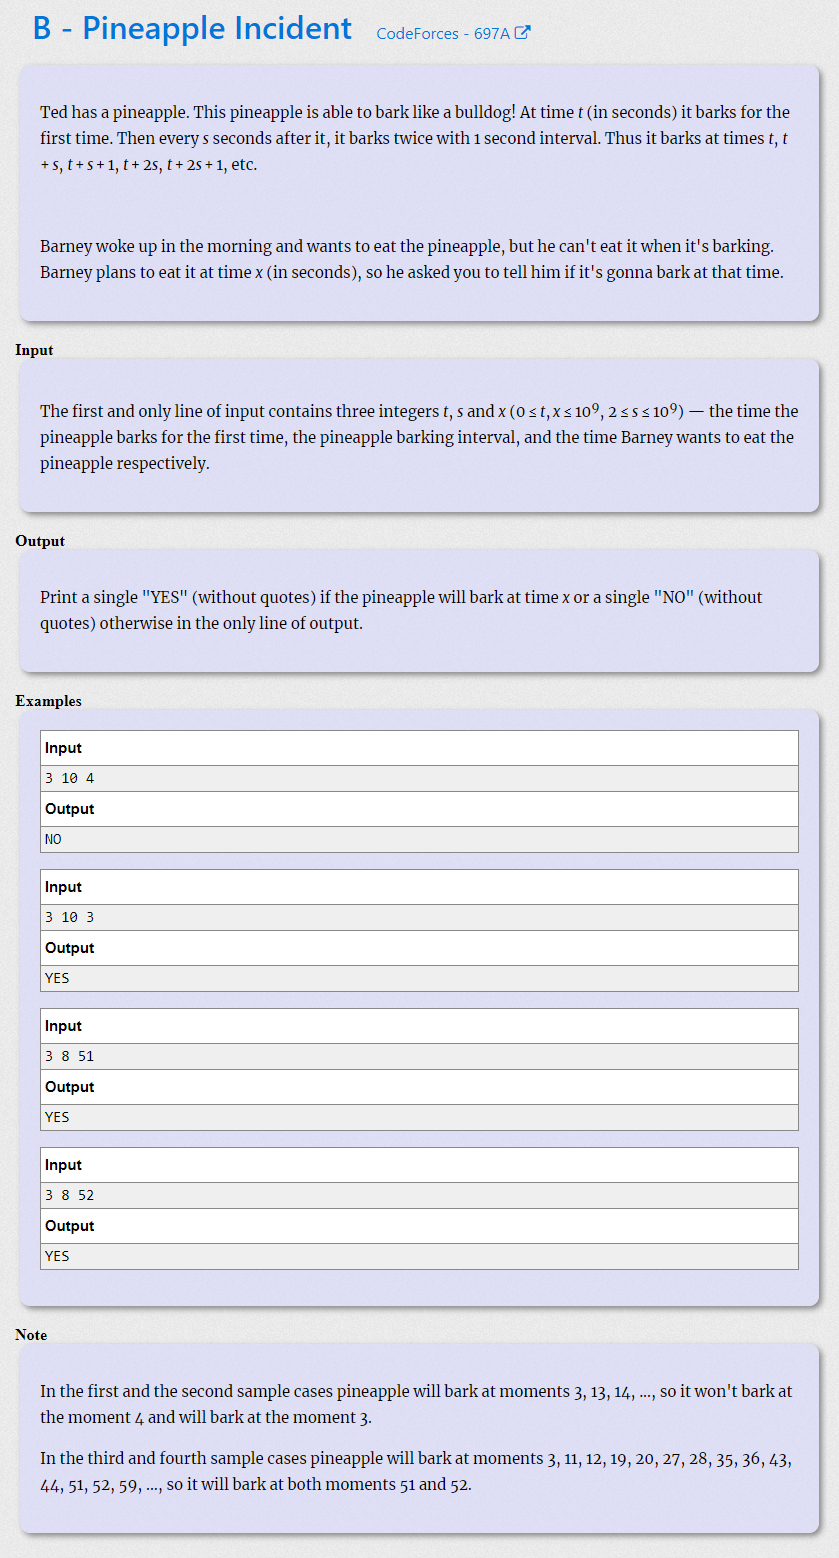 B - Pineapple Incident CodeForces - 697A
Ted has a pineapple. This pineapple is able to bark like a bulldog! At time t (in seconds) it barks for the
first time. Then every s seconds after it, it barks twice with 1 second interval. Thus it barks at times t, t
+ s, t + s + 1, t + 2s, t + 2s + 1, etc.
Barney woke up in the morning and wants to eat the pineapple, but he can't eat it when it's barking.
Barney plans to eat it at time x (in seconds), so he asked you to tell him if it's gonna bark at that time.
Input
The first and only line of input contains three integers t, s and x (0 ≤ t, x ≤ 10⁹, 2 ≤ s ≤ 10⁹) — the time the
pineapple barks for the first time, the pineapple barking interval, and the time Barney wants to eat the
pineapple respectively.
Output
Print a single "YES" (without quotes) if the pineapple will bark at time x or a single "NO" (without
quotes) otherwise in the only line of output.
Examples
Input
3 10 4
Output
NO
Input
3 10 3
Output
YES
Input
3 8 51
Output
YES
Input
3 8 52
Output
YES
Note
In the first and the second sample cases pineapple will bark at moments 3, 13, 14, ..., so it won't bark at
the moment 4 and will bark at the moment 3.
In the third and fourth sample cases pineapple will bark at moments 3, 11, 12, 19, 20, 27, 28, 35, 36, 43,
44, 51, 52, 59, ..., so it will bark at both moments 51 and 52.